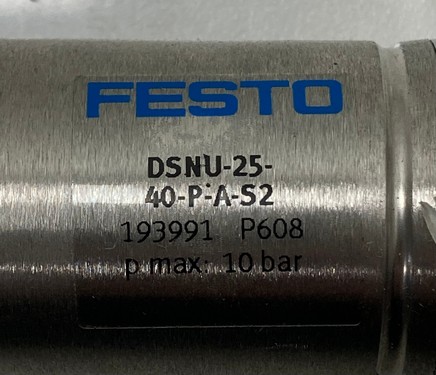 FESTO
DSNU-25-
40-P-A-S2
193991 P608
p max: 10 bar